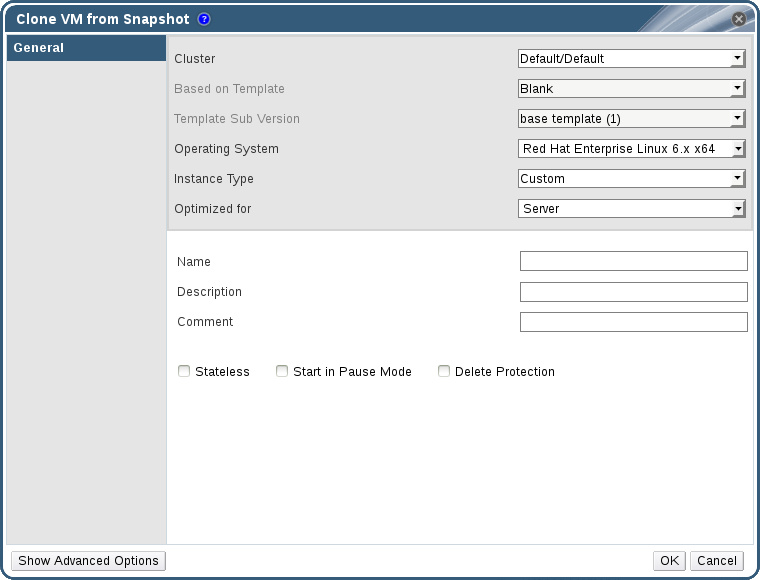 Clone VM from Snapshot ?
General
Cluster Default/Default
Based on Template Blank
Template Sub Version base template (1)
Operating System Red Hat Enterprise Linux 6.x x64
Instance Type Custom
Optimized for Server
Name
Description
Comment
Stateless Start in Pause Mode Delete Protection
Show Advanced Options OK Cancel